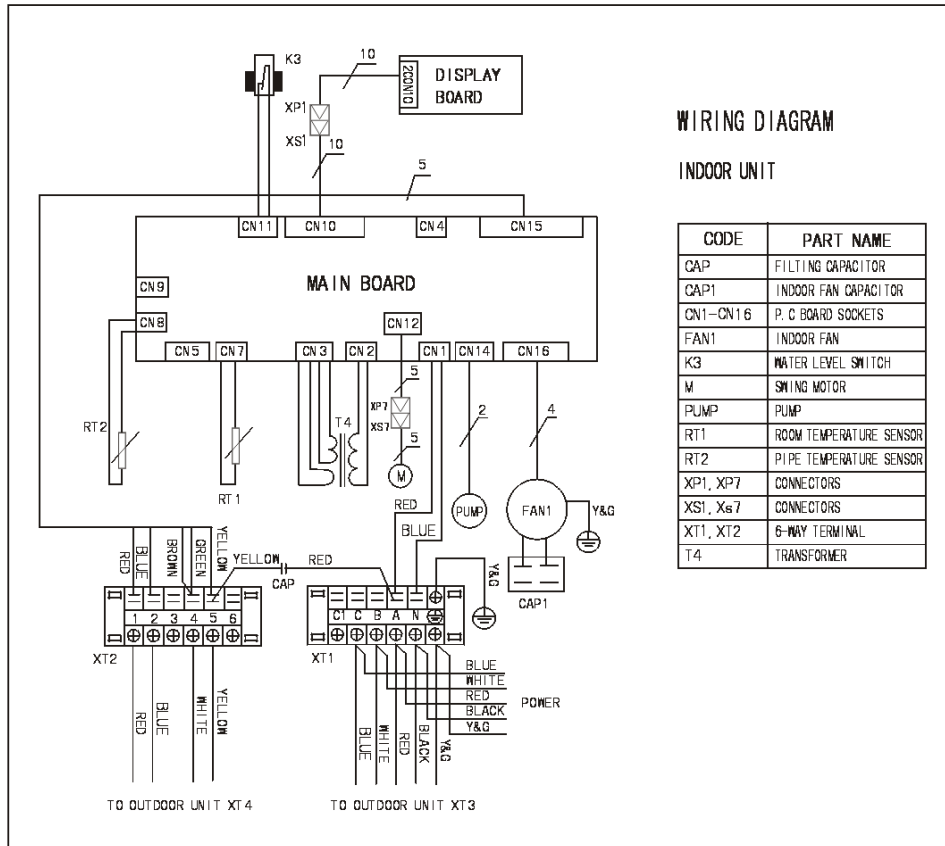 K3
10
2CON10
DISPLAY
BOARD
XP1
XS1
10
5
WIRING DIAGRAM
INDOOR UNIT
CN11
CN10
CN4
CN15
MAIN BOARD
CN9
CN8
CN12
CN5
CN7
CN3
CN2
CN1
CN14
CN16
5
XP7
XS7
5
M
T4
2
4
RT2
RT1
PUMP
FAN1
Y&G
CAP1
RED
BLUE
RED
BLUE
BROWN
GREEN
YELLOW
YELLOW
RED
CAP
Y&G
1 2 3 4 5 6
XT2
C1 C B A N
XT1
BLUE
WHITE
RED
BLACK
Y&G
POWER
RED
BLUE
WHITE
YELLOW
BLUE
WHITE
RED
BLACK
Y&G
TO OUTDOOR UNIT XT4
TO OUTDOOR UNIT XT3
CODE PART NAME
CAP FILTING CAPACITOR
CAP1 INDOOR FAN CAPACITOR
CN1-CN16 P.C BOARD SOCKETS
FAN1 INDOOR FAN
K3 WATER LEVEL SWITCH
M SWING MOTOR
PUMP PUMP
RT1 ROOM TEMPERATURE SENSOR
RT2 PIPE TEMPERATURE SENSOR
XP1, XP7 CONNECTORS
XS1, Xs7 CONNECTORS
XT1, XT2 6-WAY TERMINAL
T4 TRANSFORMER